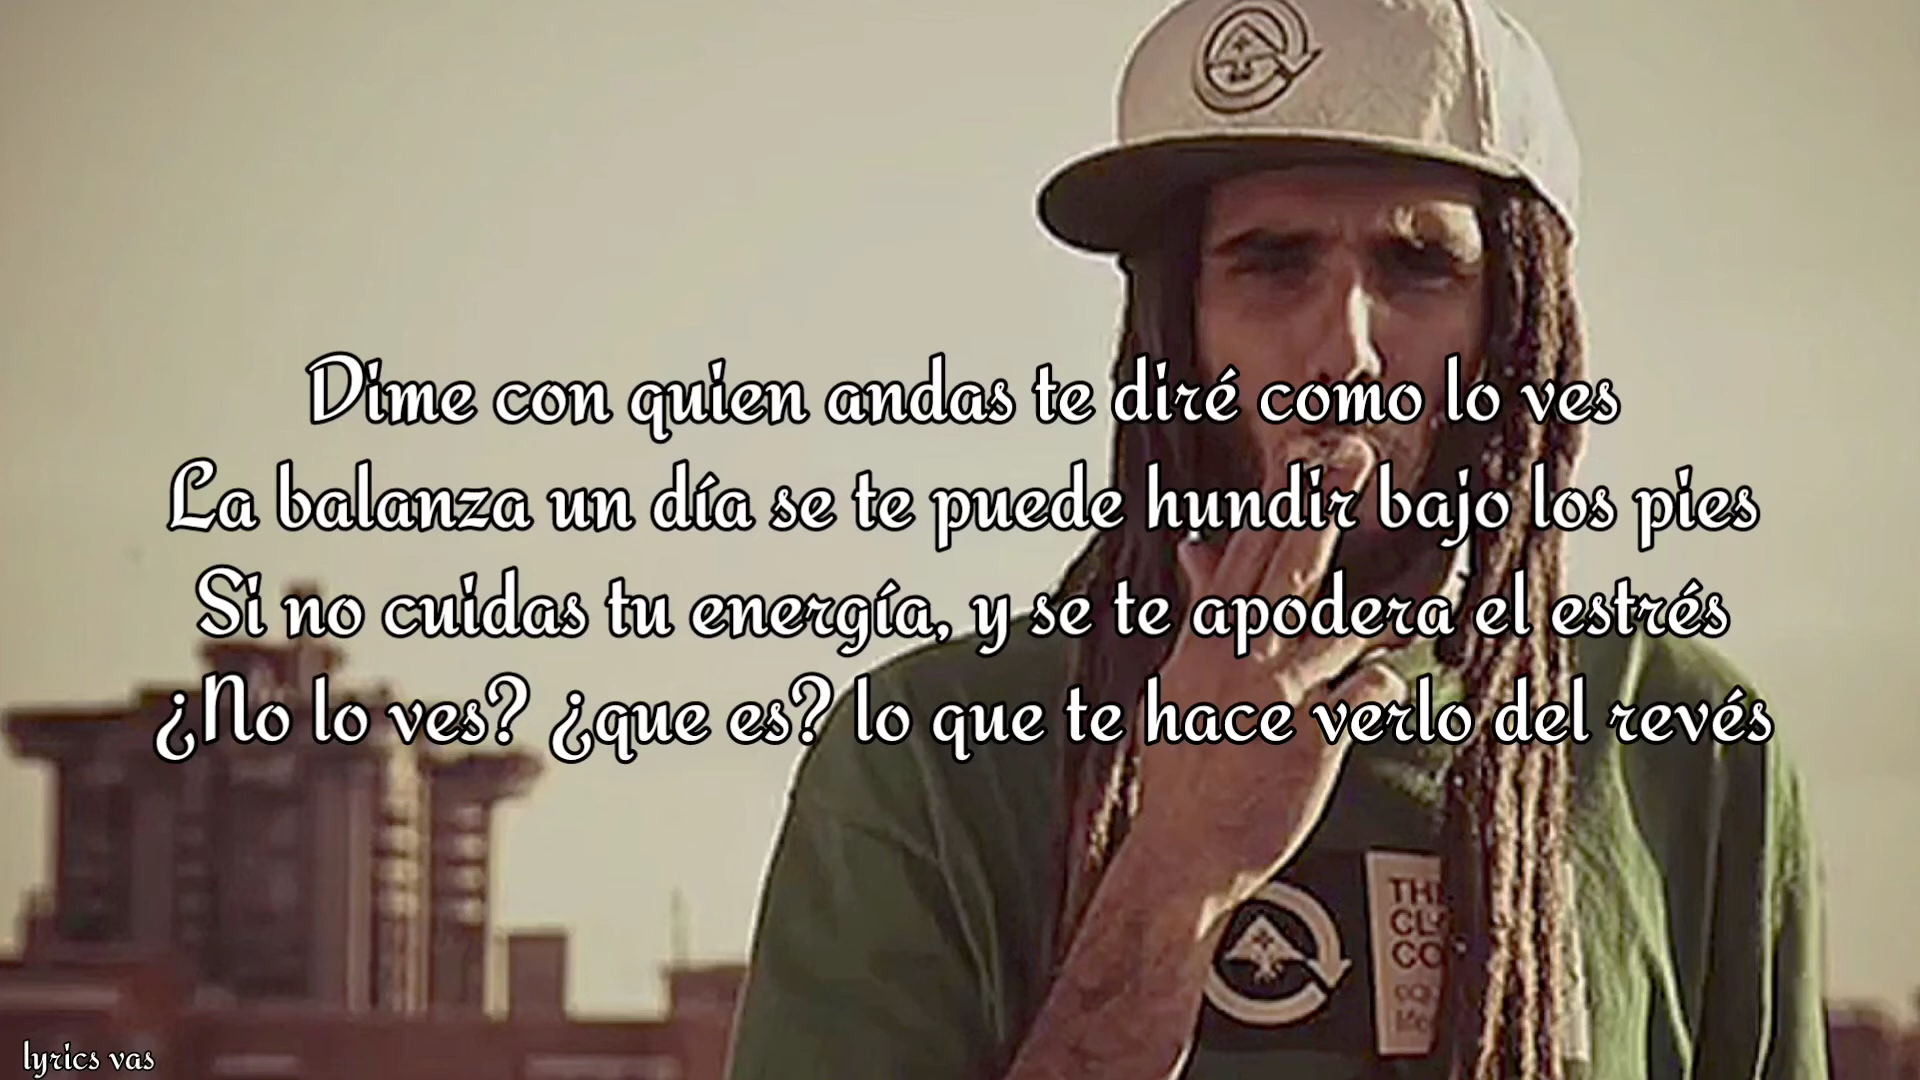 Dime con quien andas te diré como lo ves
La balanza un día se te puede hundir bajo los pies
Si no cuidas tu energía, y se te apodera el estrés
¿No lo ves? ¿que es? lo que te hace verlo del revés
CO
lyrics vas